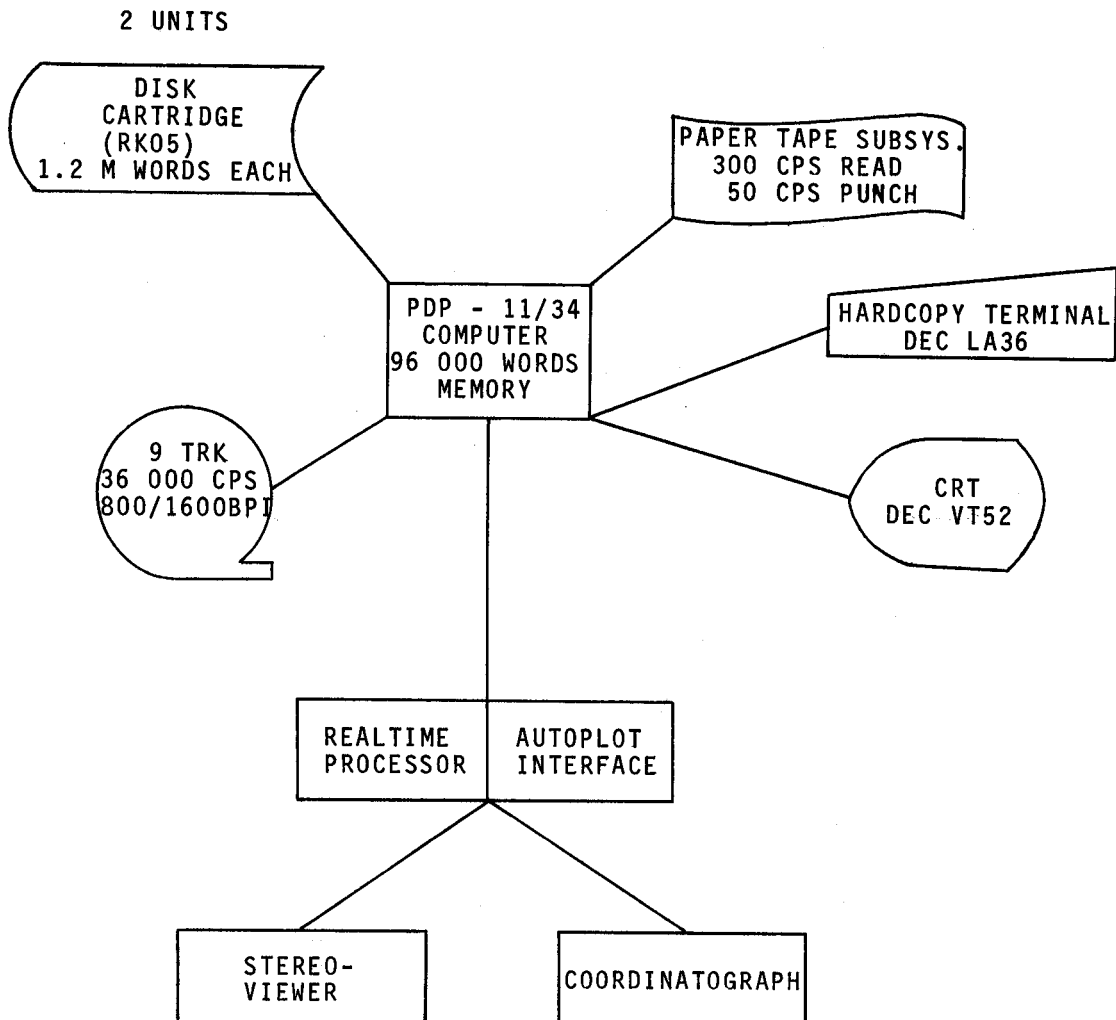 2 UNITS
DISK
CARTRIDGE
(RK05)
1.2 M WORDS EACH
PAPER TAPE SUBSYS.
300 CPS READ
50 CPS PUNCH
PDP - 11/34
COMPUTER
96 000 WORDS
MEMORY
HARDCOPY TERMINAL
DEC LA36
9 TRK
36 000 CPS
800/1600BPI
CRT
DEC VT52
REALTIME
PROCESSOR
AUTOPLOT
INTERFACE
STEREO-
VIEWER
COORDINATOGRAPH